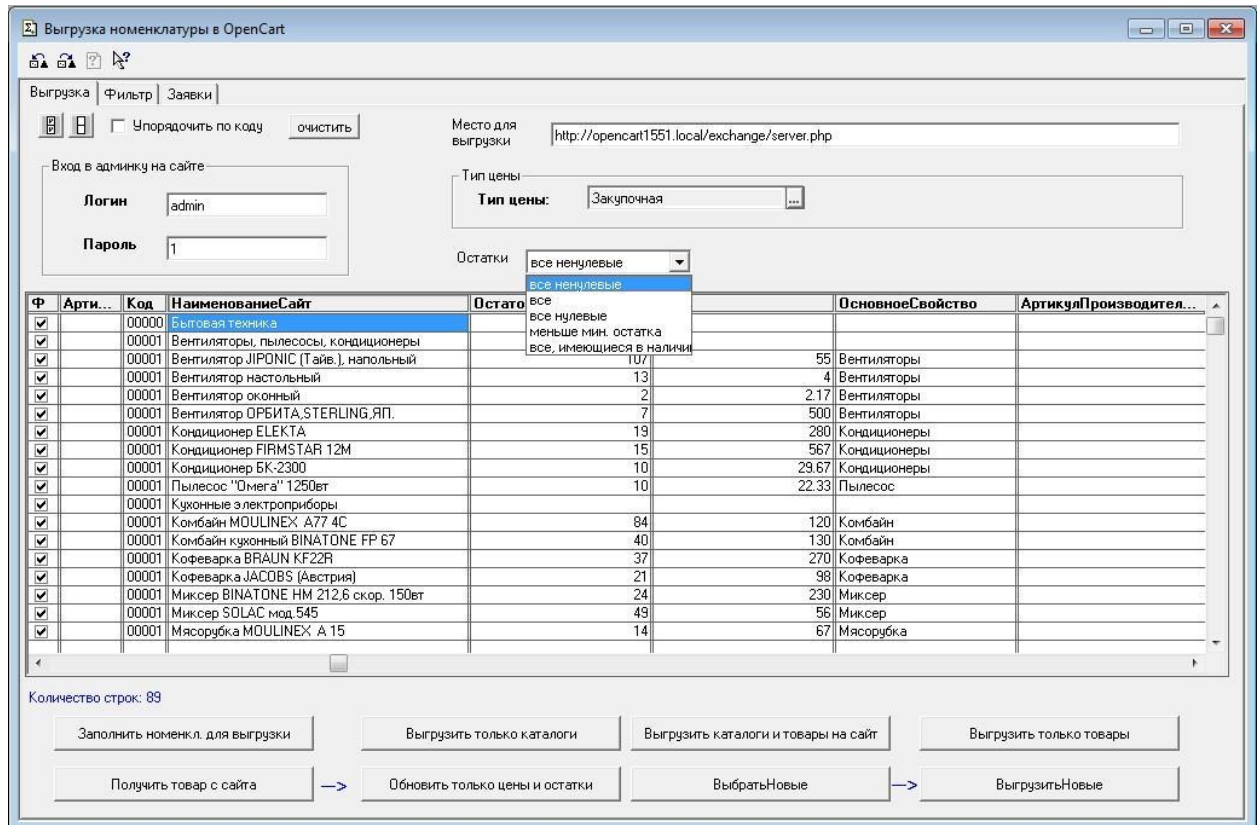 Выгрузка номенклатуры в OpenCart
Выгрузка Фильтр Заявки
Упорядочить по коду очистить
Место для выгрузки http://opencart1551.local/exchange/server.php
Вход в админку на сайте
Логин admin
Пароль 1
Тип цены
Тип цены: Закупочная ...
Остатки все ненулевые
все ненулевые
все
все нулевые
меньше мин. остатка
все, имеющиеся в наличи
Ф Арти... Код НаименованиеСайт Остато ОсновноеСвойство АртикулПроизводител...
00000 Бытовая техника
00001 Вентиляторы, пылесосы, кондиционеры
00001 Вентилятор JIPONIC (Тайв.), напольный 107 55 Вентиляторы
00001 Вентилятор настольный 13 4 Вентиляторы
00001 Вентилятор оконный 2 2.17 Вентиляторы
00001 Вентилятор ОРБИТА,STERLING,ЯП. 7 500 Вентиляторы
00001 Кондиционер ELEKTA 19 280 Кондиционеры
00001 Кондиционер FIRMSTAR 12М 15 567 Кондиционеры
00001 Кондиционер БК-2300 10 29.67 Кондиционеры
00001 Пылесос "Омега" 1250вт 10 22.33 Пылесос
00001 Кухонные электроприборы
00001 Комбайн MOULINEX A77 4C 84 120 Комбайн
00001 Комбайн кухонный BINATONE FP 67 40 130 Комбайн
00001 Кофеварка BRAUN KF22R 37 270 Кофеварка
00001 Кофеварка JACOBS (Австрия) 21 98 Кофеварка
00001 Миксер BINATONE HM 212,6 скор. 150вт 24 230 Миксер
00001 Миксер SOLAC мод.545 49 56 Миксер
00001 Мясорубка MOULINEX A 15 14 67 Мясорубка
Количество строк: 89
Заполнить номенкл. для выгрузки Выгрузить только каталоги Выгрузить каталоги и товары на сайт Выгрузить только товары
Получить товар с сайта --> Обновить только цены и остатки ВыбратьНовые --> ВыгрузитьНовые